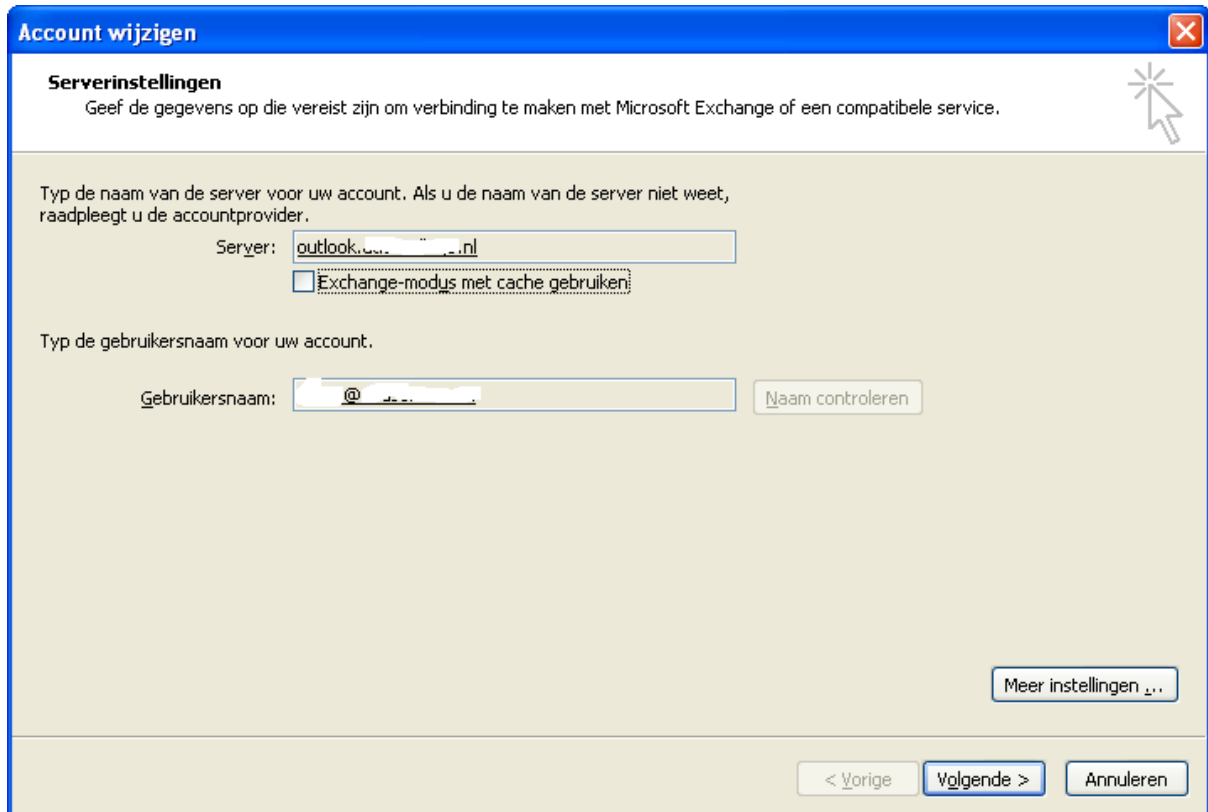 Account wijzigen
Serverinstellingen
Geef de gegevens op die vereist zijn om verbinding te maken met Microsoft Exchange of een compatibele service.
Typ de naam van de server voor uw account. Als u de naam van de server niet weet,
raadpleegt u de accountprovider.
Server: outlook. .nl
Exchange-modus met cache gebruiken
Typ de gebruikersnaam voor uw account.
Gebruikersnaam: @
Naam controleren
Meer instellingen ...
< Vorige
Volgende >
Annuleren